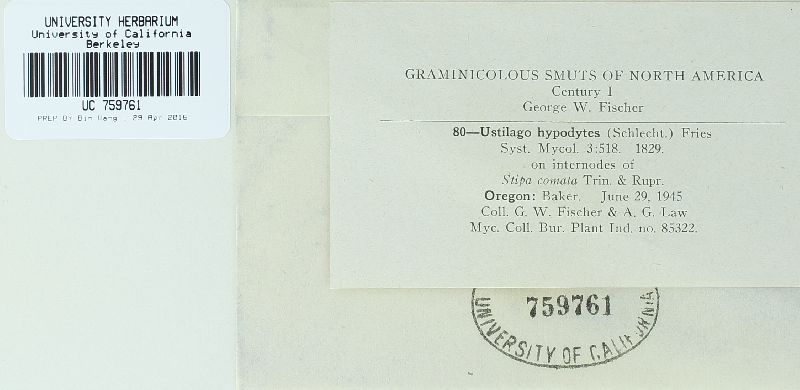 UNIVERSITY HERBARIUM
University of California
Berkeley
UC 759761
PREP BY Bin Wang , 29 Apr 2016
GRAMINICOLOUS SMUTS OF NORTH AMERICA
Century 1
George W. Fischer
80—Ustilago hypodytes (Schlecht.) Fries
Syst. Mycol. 3:518. 1829.
on internodes of
Stipa comata Trin. & Rupr.
Oregon: Baker, June 29, 1945
Coll. G. W. Fischer & A. G. Law
Myc. Coll. Bur. Plant Ind. no. 85322.
759761
UNIVERSITY OF CALIFORNIA